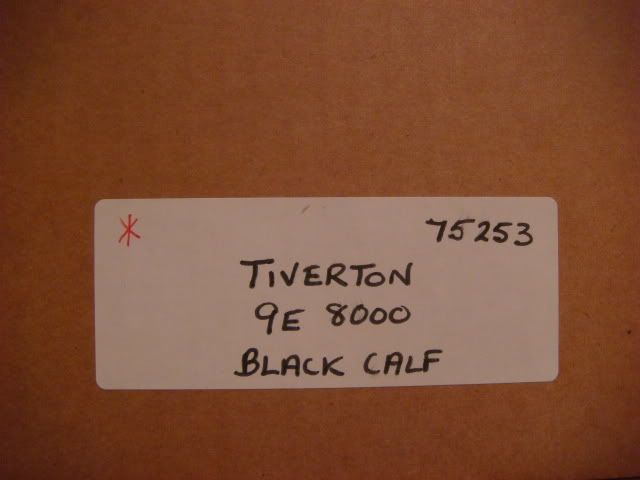 * 75253
TIVERTON
9E 8000
BLACK CALF